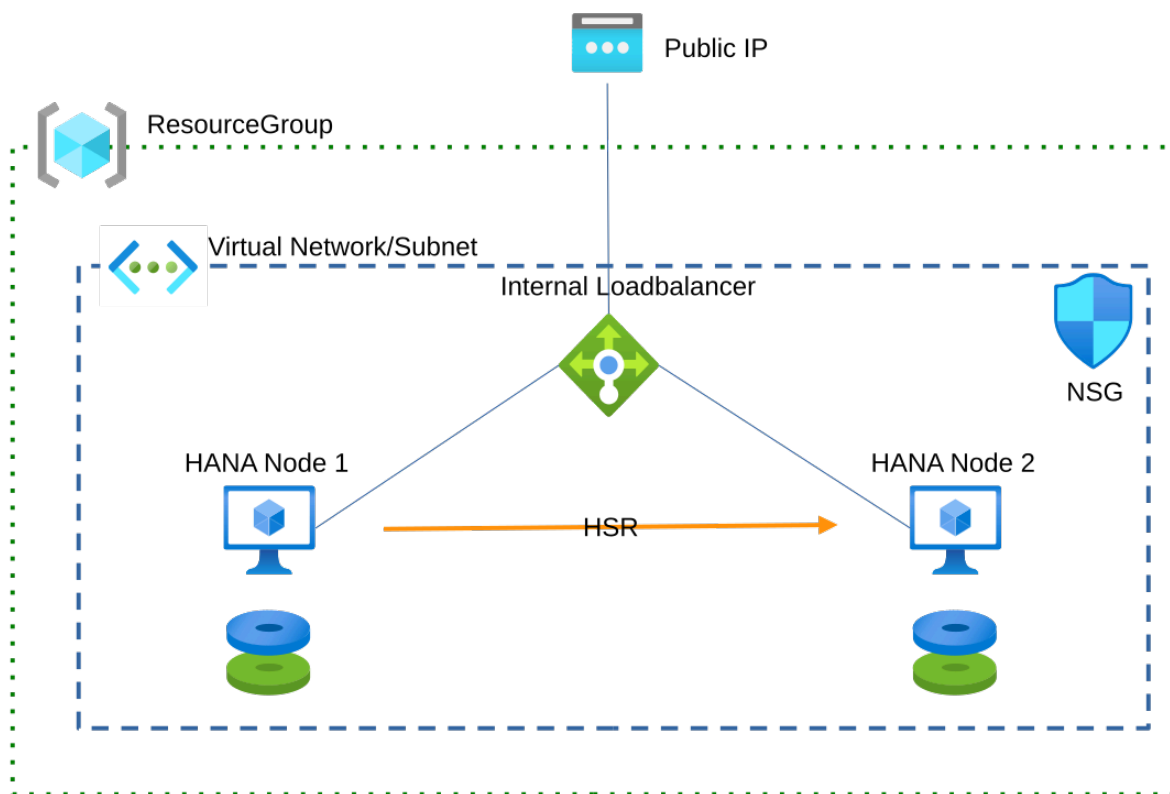 Public IP
ResourceGroup
Virtual Network/Subnet
Internal Loadbalancer
NSG
HANA Node 1
HANA Node 2
HSR